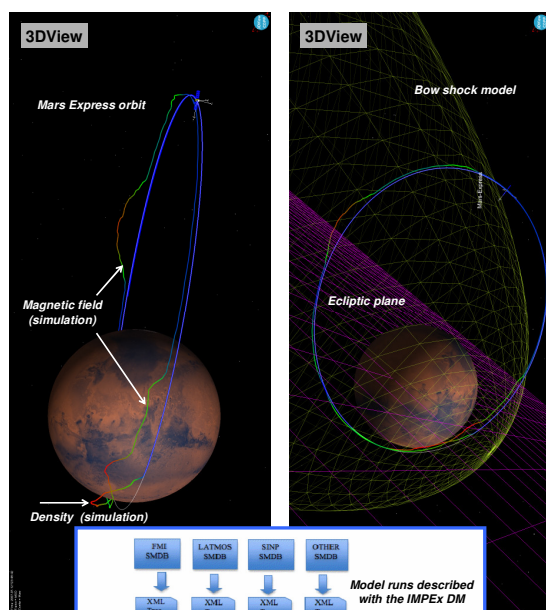 3DView
Mars Express orbit
Magnetic field
(simulation)
Density (simulation)
3DView
Bow shock model
Mars-Express
Ecliptic plane
FMI
SMDB
LATMOS
SMDB
SINP
SMDB
OTHER
SMDB
XML
XML
XML
XML
Model runs described
with the IMPEx DM